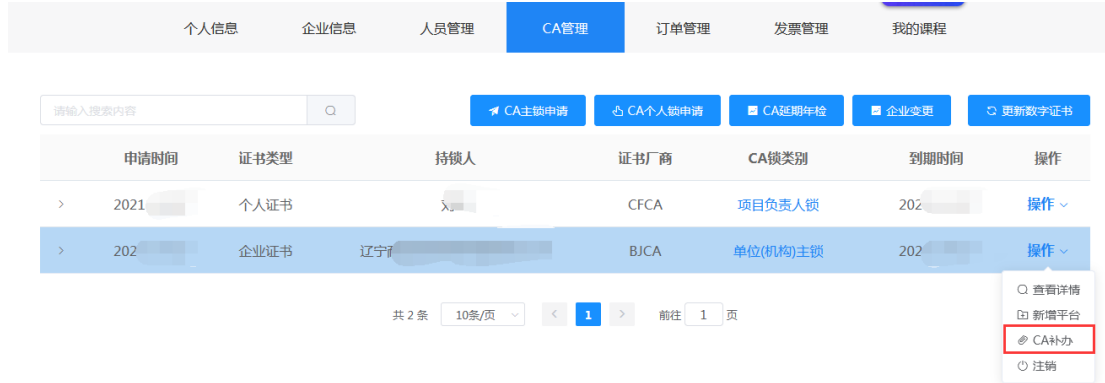 个人信息 企业信息 人员管理 CA管理 订单管理 发票管理 我的课程
请输入搜索内容 CA主锁申请 CA个人锁申请 CA延期年检 企业变更 更新数字证书
申请时间 证书类型 持锁人 证书厂商 CA锁类别 到期时间 操作
2021 个人证书 CFCA 项目负责人锁 202 操作
202 企业证书 辽宁 BJCA 单位(机构)主锁 202 操作
查看详情
共 2 条 10条/页 1 前往 1 页
新增平台
CA补办
注销